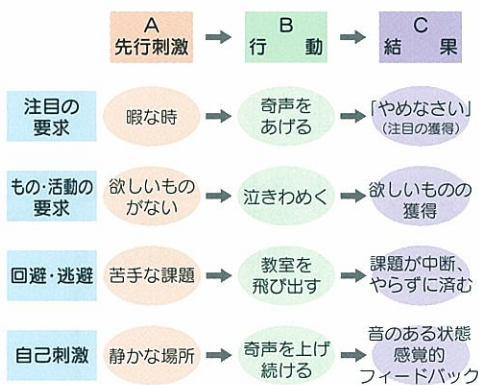 A
先行刺激
B
行　動
C
結　果
注目の
要求
暇な時
奇声を
あげる
「やめなさい」
(注目の獲得)
もの・活動の
要求
欲しいもの
がない
泣きわめく
欲しいものの
獲得
回避・逃避
苦手な課題
教室を
飛び出す
課題が中断、
やらずに済む
自己刺激
静かな場所
奇声を上げ
続ける
音のある状態
感覚的
フィードバック